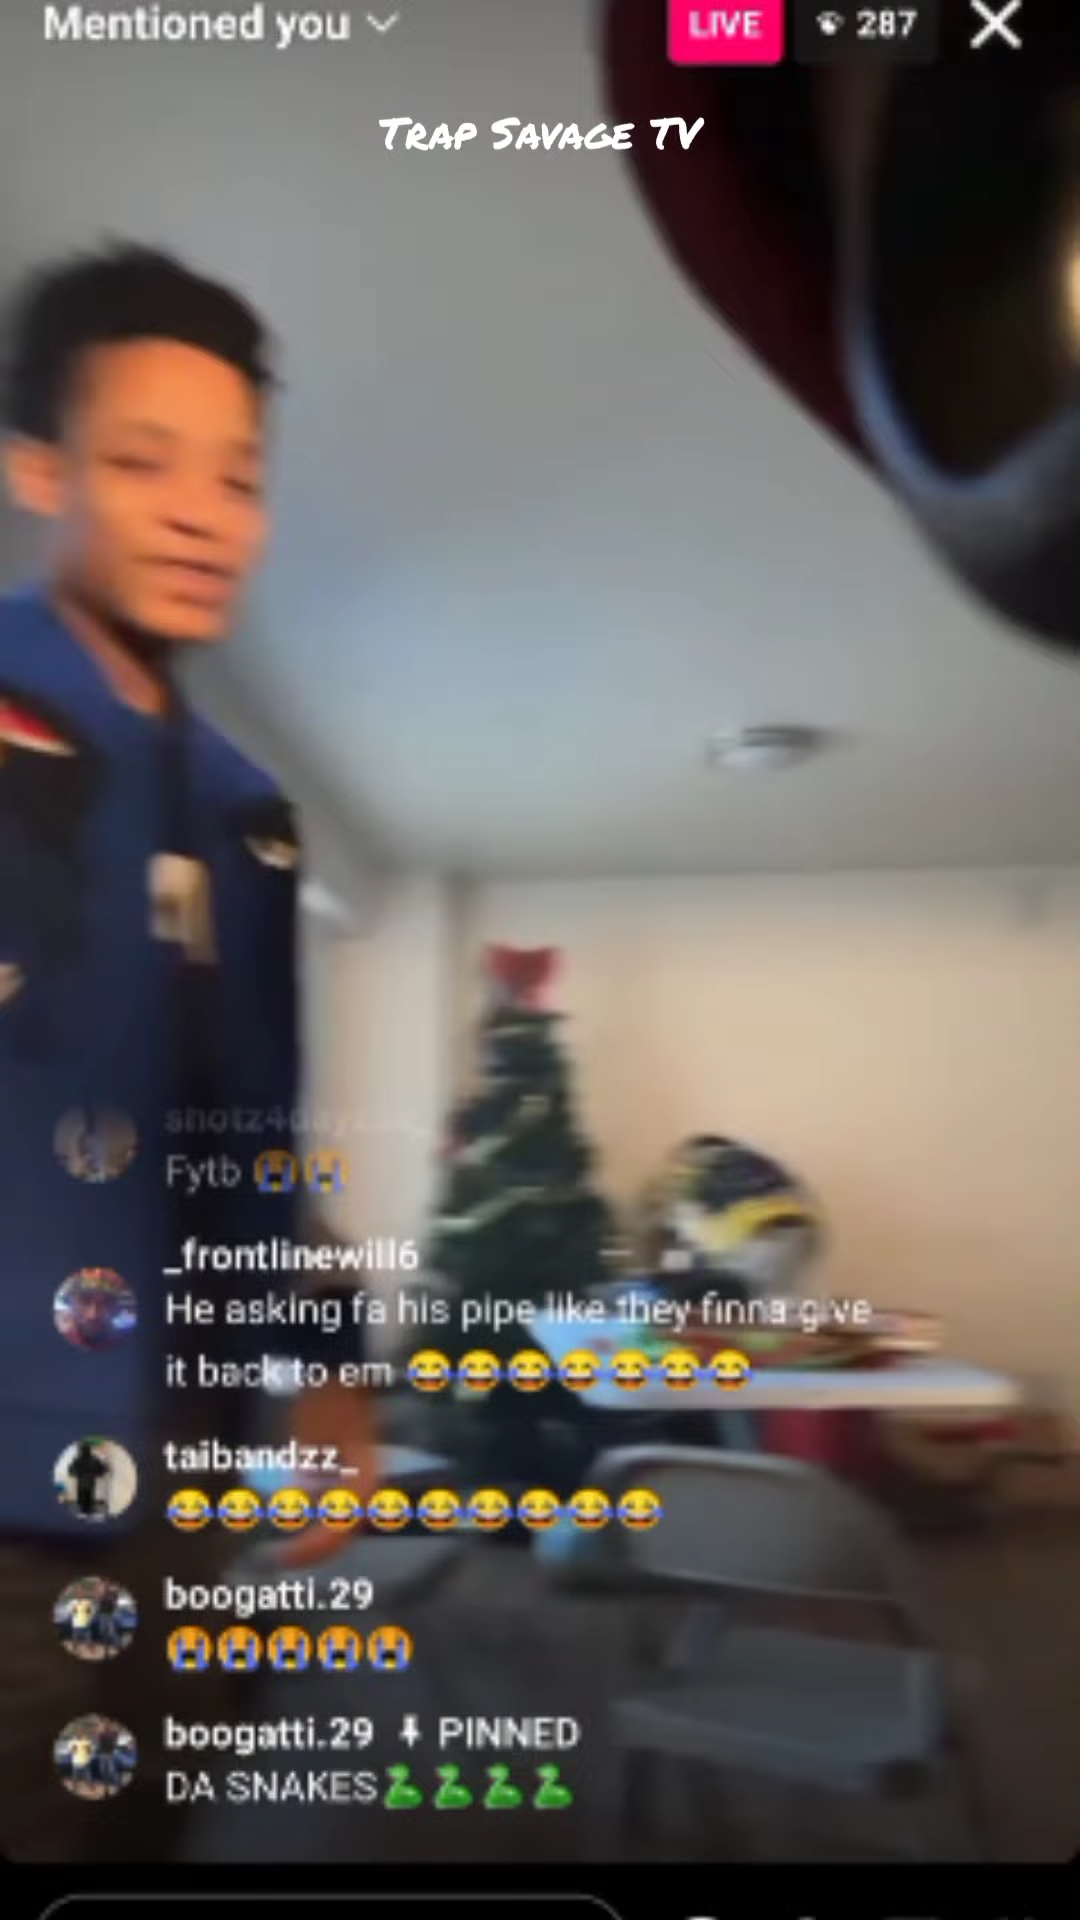 Mentioned you
LIVE
287
TRAP SAVAGE TV
Fytb 😭😭
_frontlinewill6
He asking fa his pipe like they finna give
it back to em 😂😂😂😂😂😂😂
taibandzz_
😂😂😂😂😂😂😂😂😂😂
boogatti.29
😭😭😭😭😭
boogatti.29 📌 PINNED
DA SNAKES🐍🐍🐍🐍